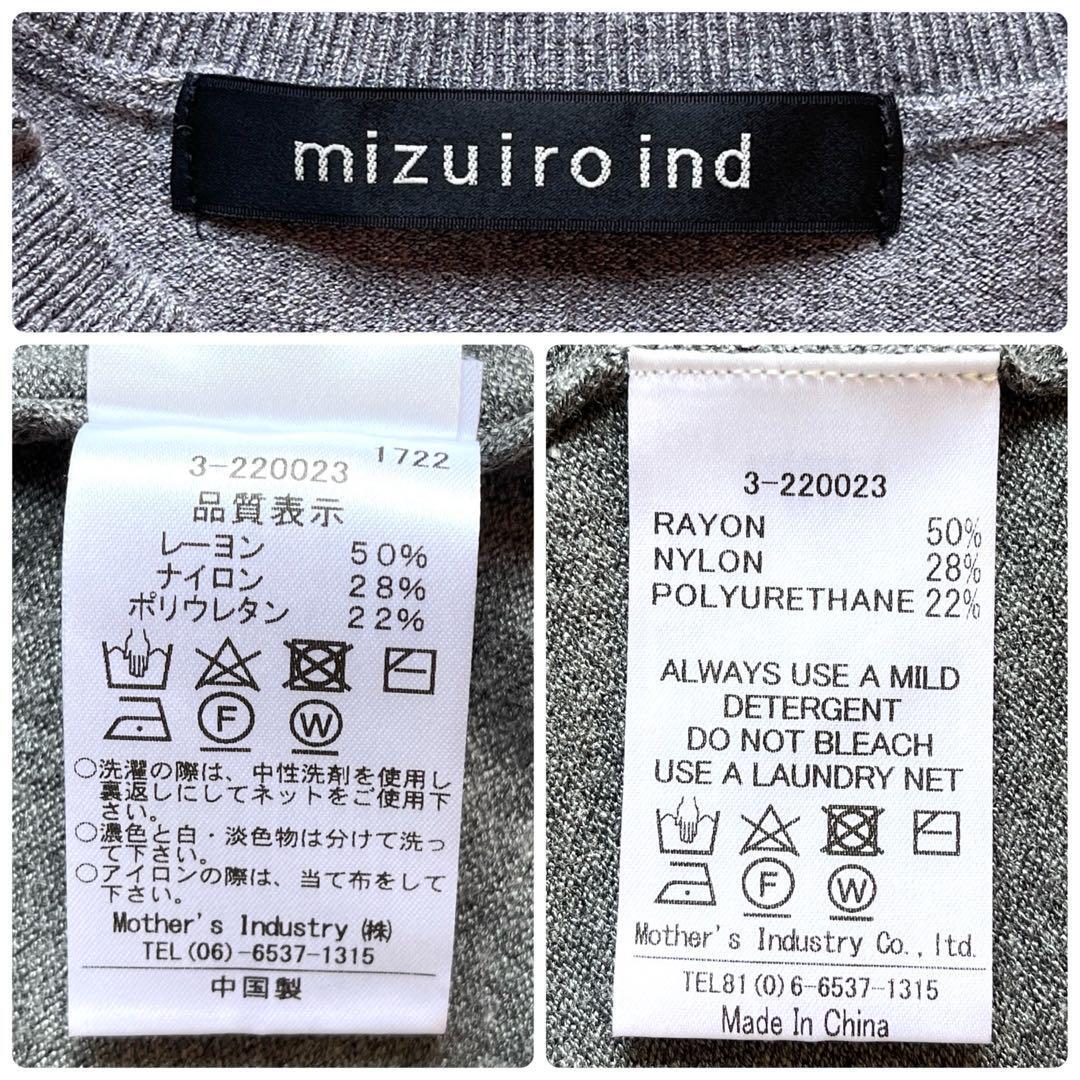 mizuiro ind
3-220023 1722
品質表示
レーヨン 50%
ナイロン 28%
ポリウレタン 22%
F W
○洗濯の際は、中性洗剤を使用し
裏返しにしてネットをご使用下
さい。
○濃色と白・淡色物は分けて洗っ
て下さい。
○アイロンの際は、当て布をして
下さい。
Mother's Industry ㈱
TEL(06)-6537-1315
中国製
3-220023
RAYON 50%
NYLON 28%
POLYURETHANE 22%
ALWAYS USE A MILD
DETERGENT
DO NOT BLEACH
USE A LAUNDRY NET
F W
Mother's Industry Co., ltd.
TEL81(0)6-6537-1315
Made In China